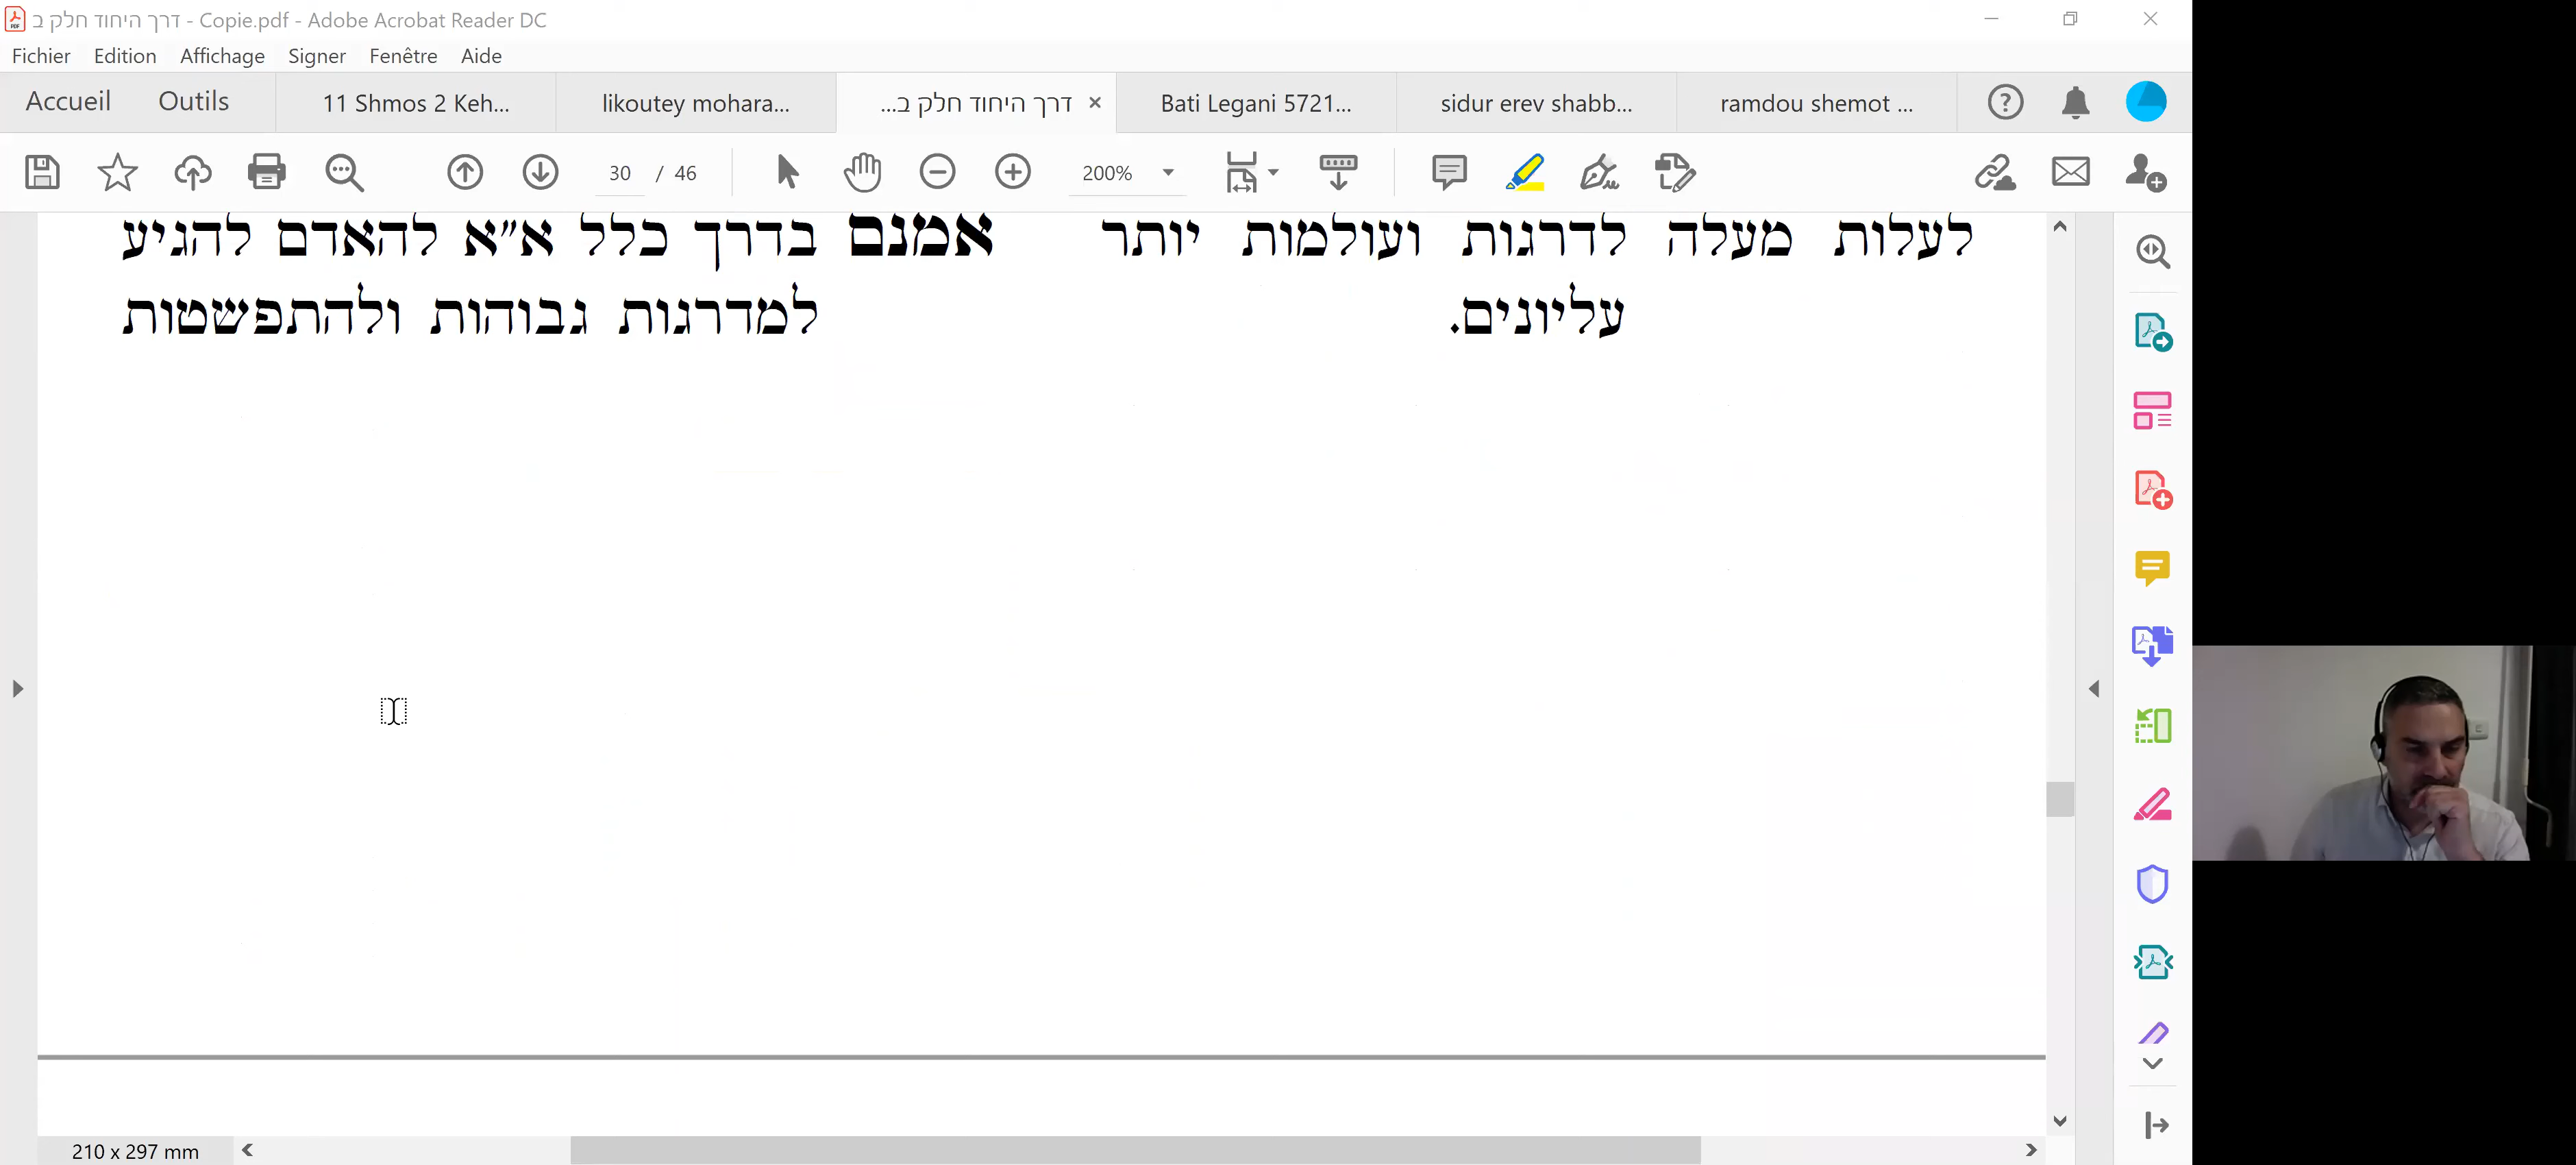 דרך היחוד חלק ב - Copie.pdf - Adobe Acrobat Reader DC
Fichier Edition Affichage Signer Fenêtre Aide
Accueil Outils 11 Shmos 2 Keh... likoutey mohara... דרך היחוד חלק ב... Bati Legani 5721... sidur erev shabb... ramdou shemot ...
30 / 46 200%
לעלות מעלה לדרגות ועולמות יותר
עליונים.
אמנם בדרך כלל א״א להאדם להגיע
למדרגות גבוהות ולהתפשטות
210 x 297 mm